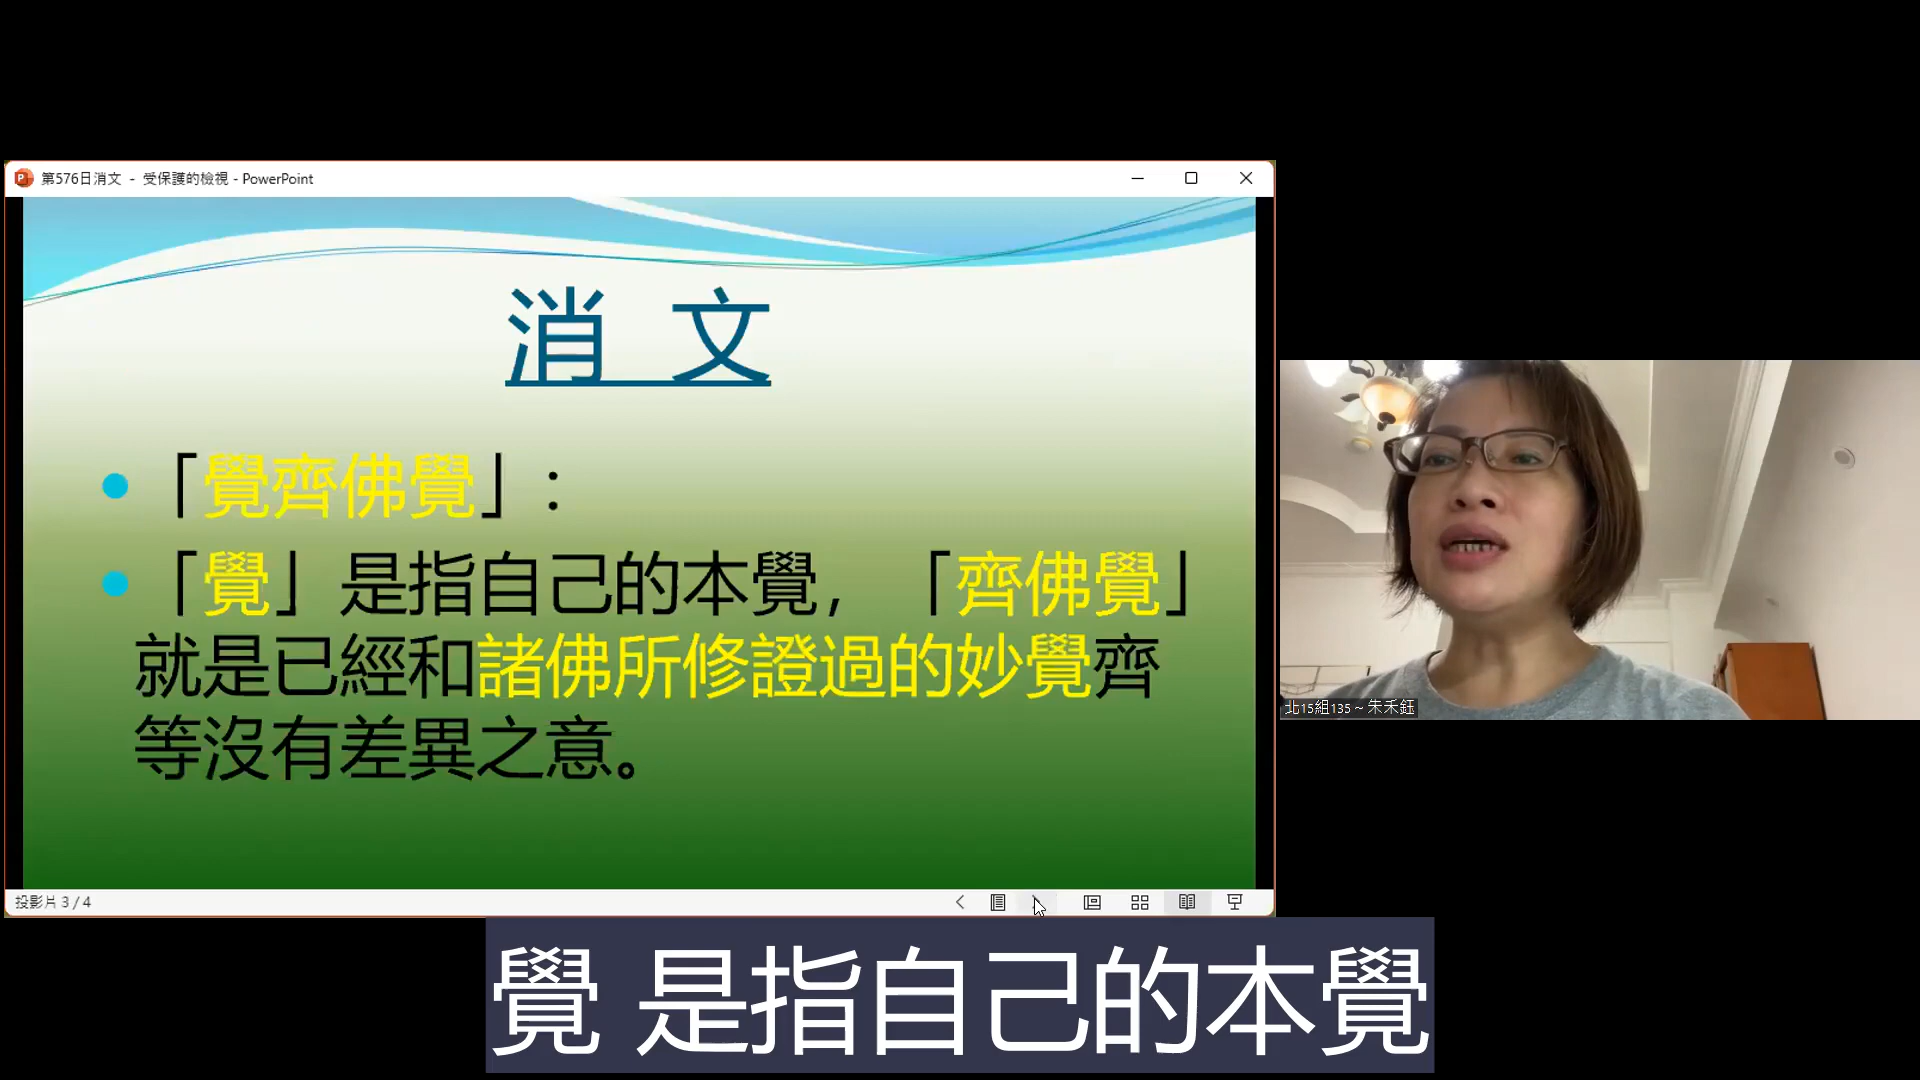 第576日消文 - 受保護的檢視 - PowerPoint
消 文
「覺齊佛覺」：
「覺」是指自己的本覺，「齊佛覺」
就是已經和諸佛所修證過的妙覺齊
等沒有差異之意。
北15組135 ~ 朱禾鈺
投影片 3 / 4
覺 是指自己的本覺